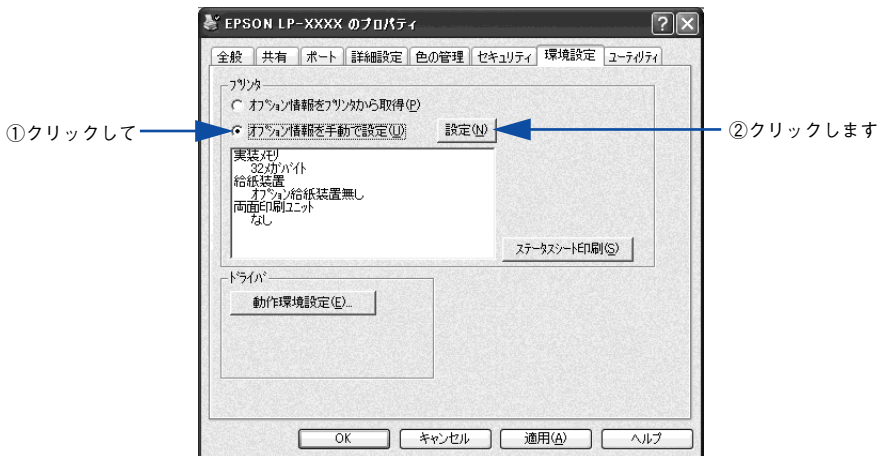 EPSON LP-XXXX のプロパティ
全般 共有 ポート 詳細設定 色の管理 セキュリティ 環境設定 ユーティリティ
プリンタ
オプション情報をプリンタから取得(P)
①クリックして
オプション情報を手動で設定(U) 設定(N)
②クリックします
実装メモリ
32メガバイト
給紙装置
オプション給紙装置無し
両面印刷ユニット
なし
ステータスシート印刷(S)
ドライバ
動作環境設定(E)...
OK キャンセル 適用(A) ヘルプ